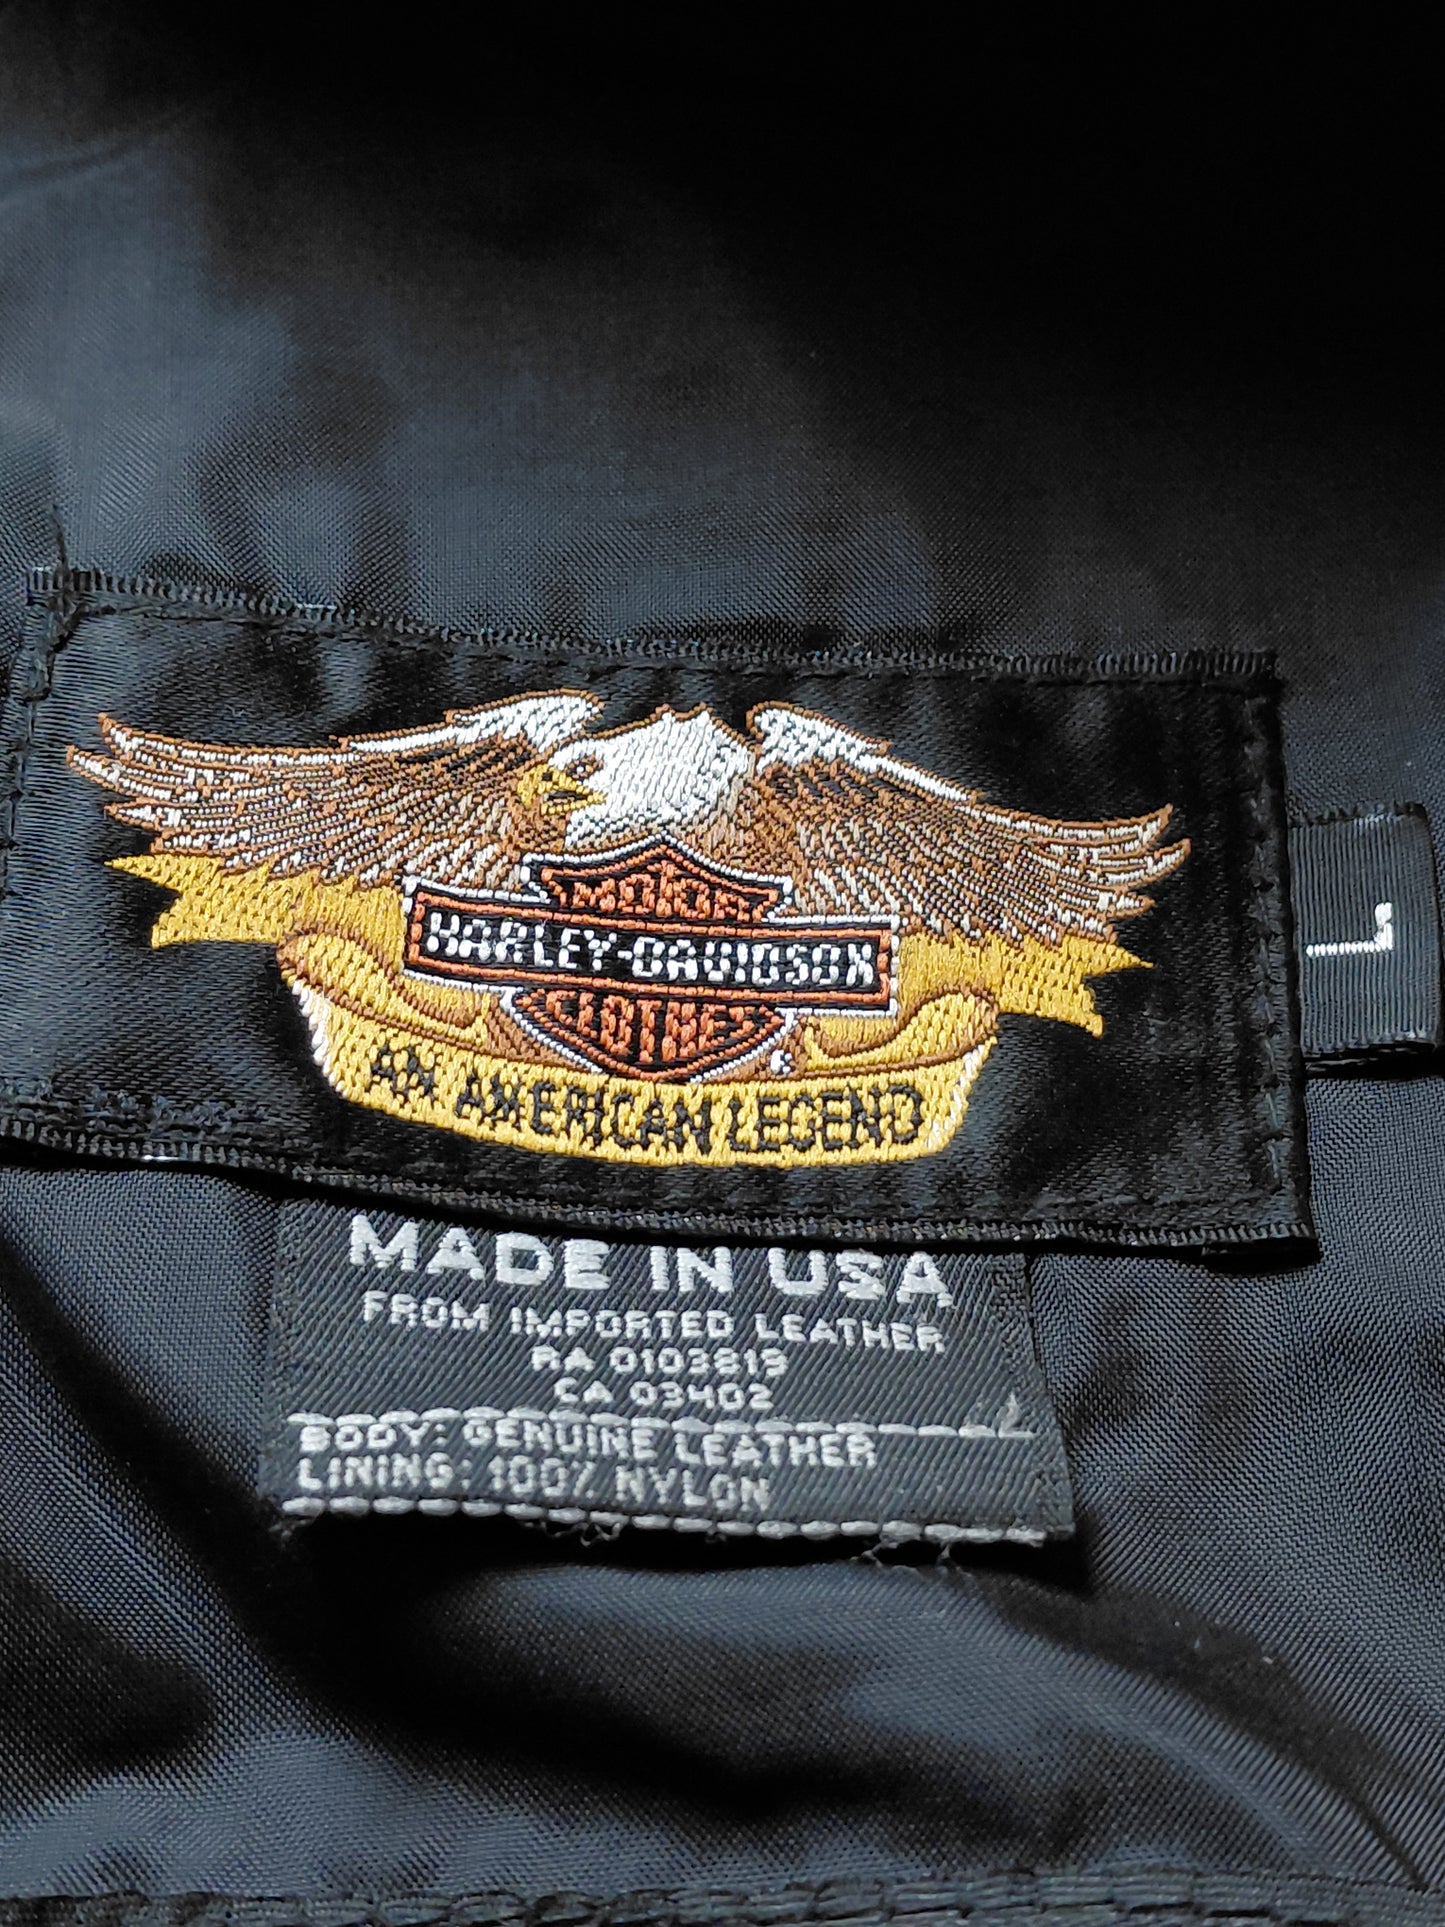 MOTOR
HARLEY-DAVIDSON
CLOTHES
AN AMERICAN LEGEND
L
MADE IN USA
FROM IMPORTED LEATHER
RA 0103819
CA 03402
BODY: GENUINE LEATHER
LINING: 100% NYLON